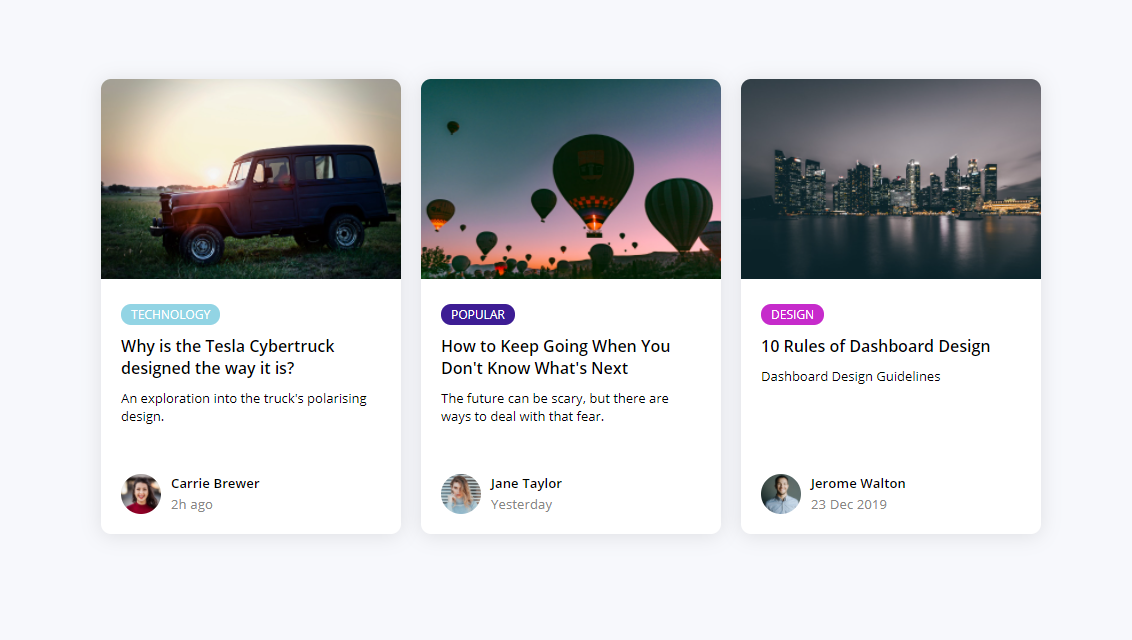 TECHNOLOGY
Why is the Tesla Cybertruck
designed the way it is?
An exploration into the truck's polarising
design.
Carrie Brewer
2h ago
POPULAR
How to Keep Going When You
Don't Know What's Next
The future can be scary, but there are
ways to deal with that fear.
Jane Taylor
Yesterday
DESIGN
10 Rules of Dashboard Design
Dashboard Design Guidelines
Jerome Walton
23 Dec 2019